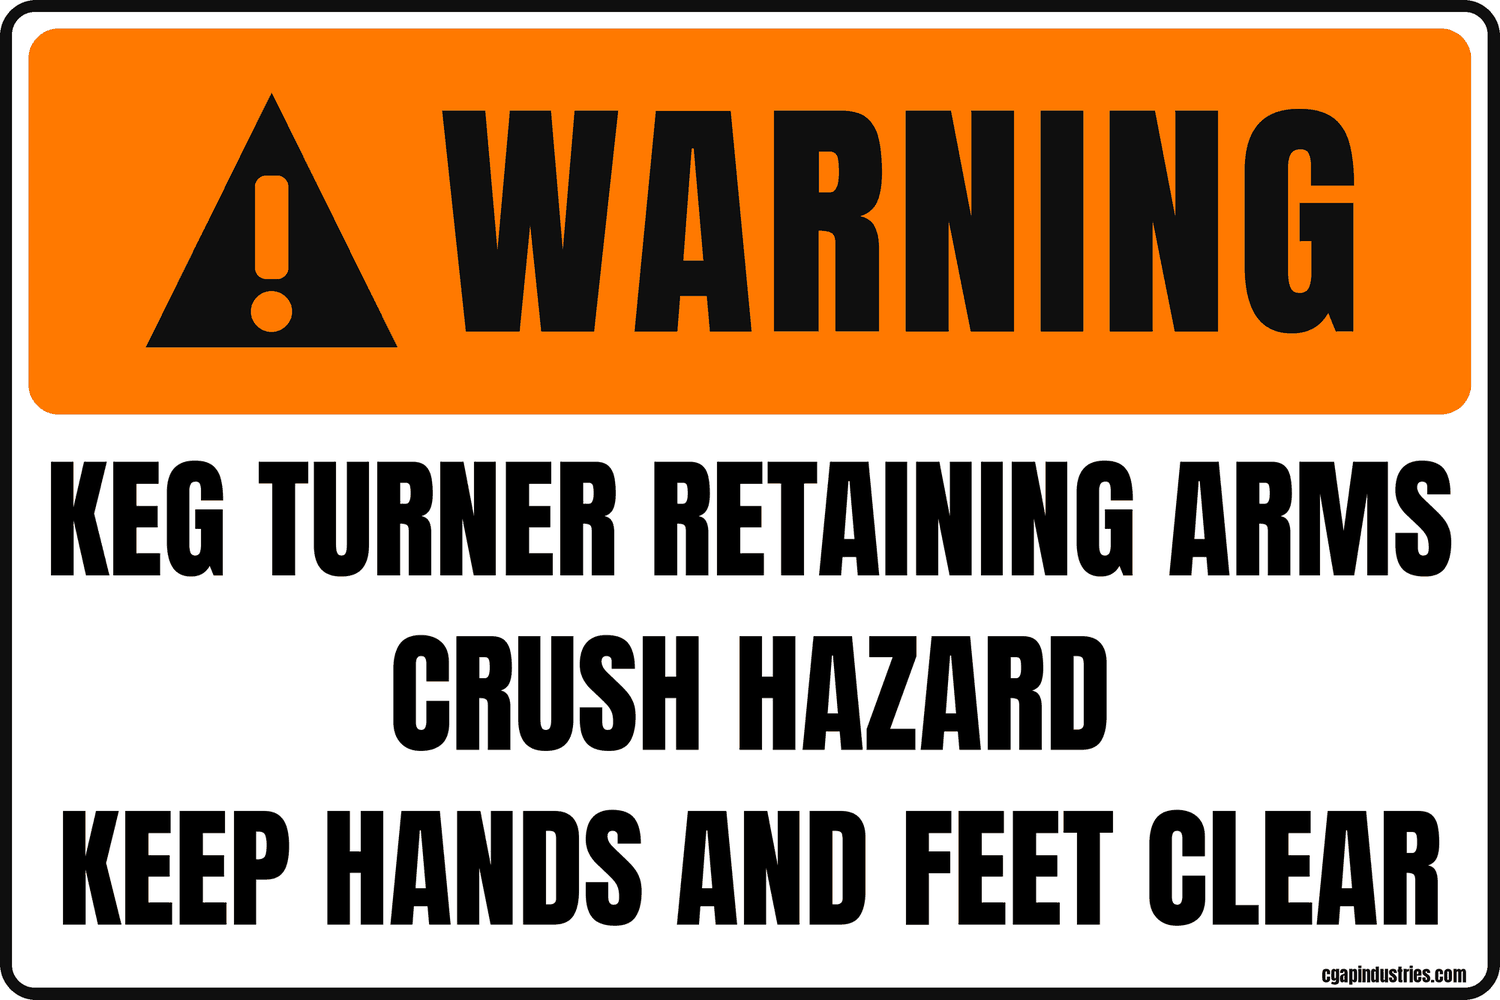 WARNING
KEG TURNER RETAINING ARMS
CRUSH HAZARD
KEEP HANDS AND FEET CLEAR
cgapindustries.com